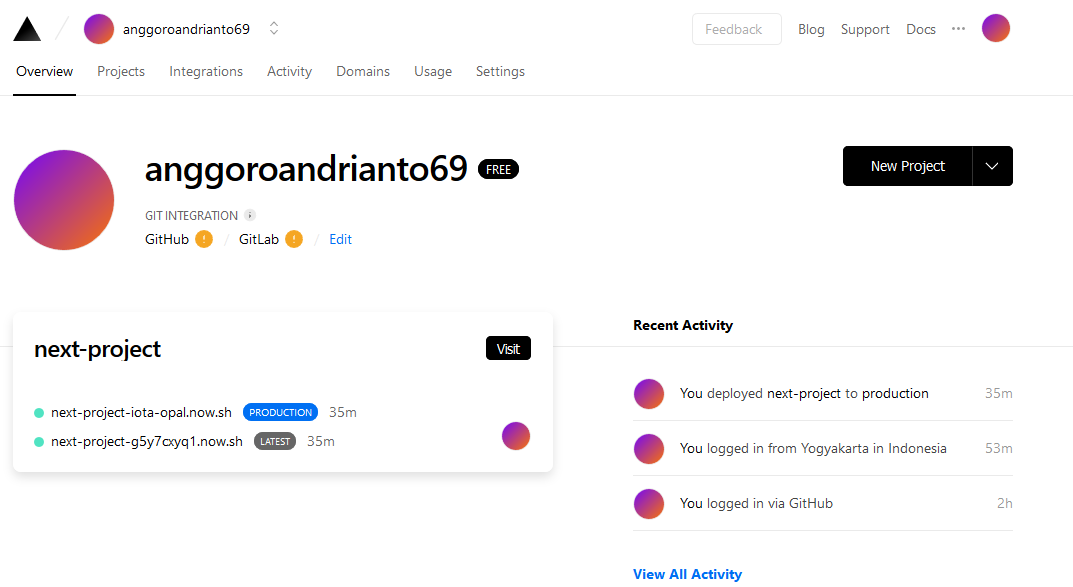 anggoroandrianto69
Feedback Blog Support Docs
Overview Projects Integrations Activity Domains Usage Settings
anggoroandrianto69 FREE
New Project
GIT INTEGRATION i
GitHub ! / GitLab ! / Edit
next-project
Visit
next-project-iota-opal.now.sh PRODUCTION 35m
next-project-g5y7cxyq1.now.sh LATEST 35m
Recent Activity
You deployed next-project to production 35m
You logged in from Yogyakarta in Indonesia 53m
You logged in via GitHub 2h
View All Activity